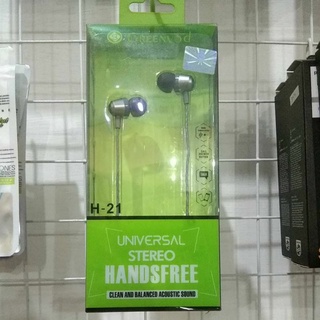 H-21
UNIVERSAL
STEREO
HANDSFREE
CLEAN AND BALANCED ACOUSTIC SOUND